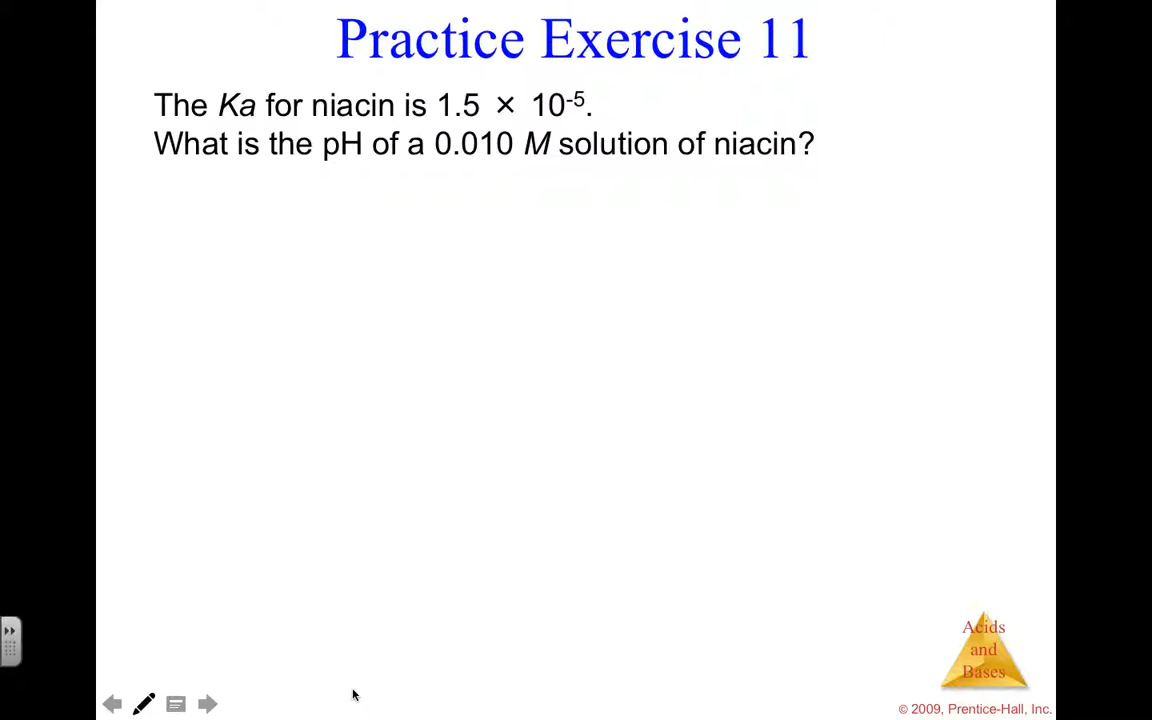 Practice Exercise 11
The Ka for niacin is 1.5 × 10⁻⁵.
What is the pH of a 0.010 M solution of niacin?
Acids
and
Bases
© 2009, Prentice-Hall, Inc.